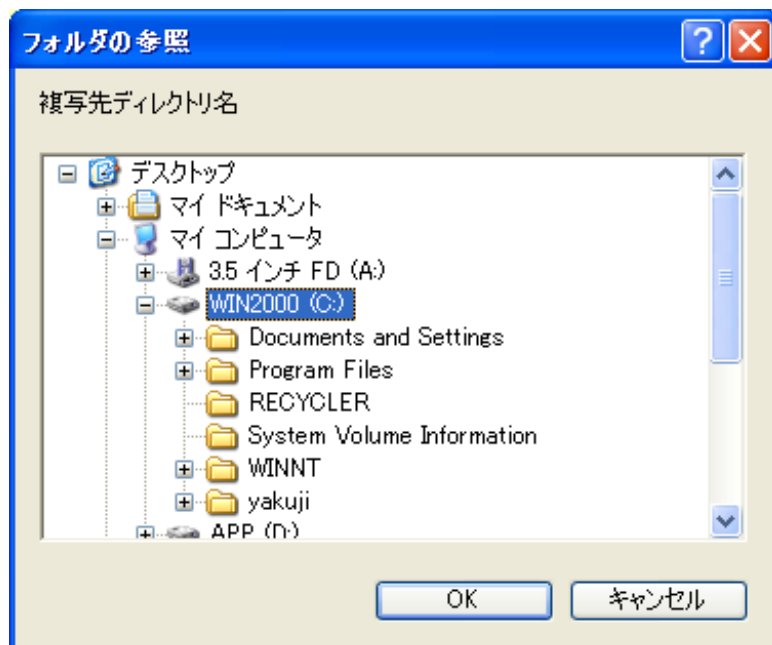 フォルダの参照
複写先ディレクトリ名
デスクトップ
マイ ドキュメント
マイ コンピュータ
3.5 インチ FD (A:)
WIN2000 (C:)
Documents and Settings
Program Files
RECYCLER
System Volume Information
WINNT
yakuji
APP (D:)
OK
キャンセル